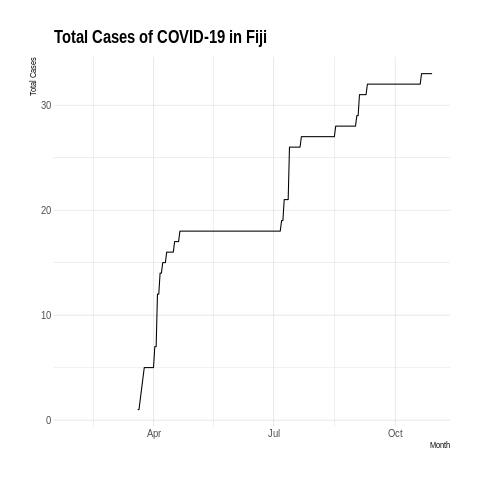 Total Cases of COVID-19 in Fiji
Total Cases
30
20
10
0
Apr
Jul
Oct
Month